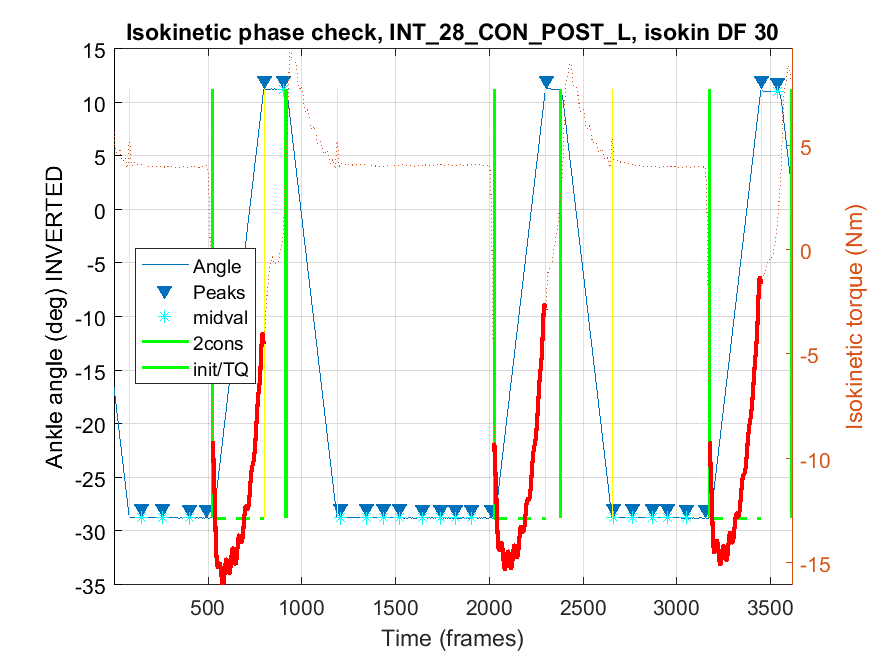 Isokinetic phase check, INT_28_CON_POST_L, isokin DF 30
Ankle angle (deg) INVERTED
15
10
5
0
-5
-10
-15
-20
-25
-30
-35
Angle
Peaks
midval
2cons
init/TQ
5
0
-5
-10
-15
Isokinetic torque (Nm)
500
1000
1500
2000
2500
3000
3500
Time (frames)